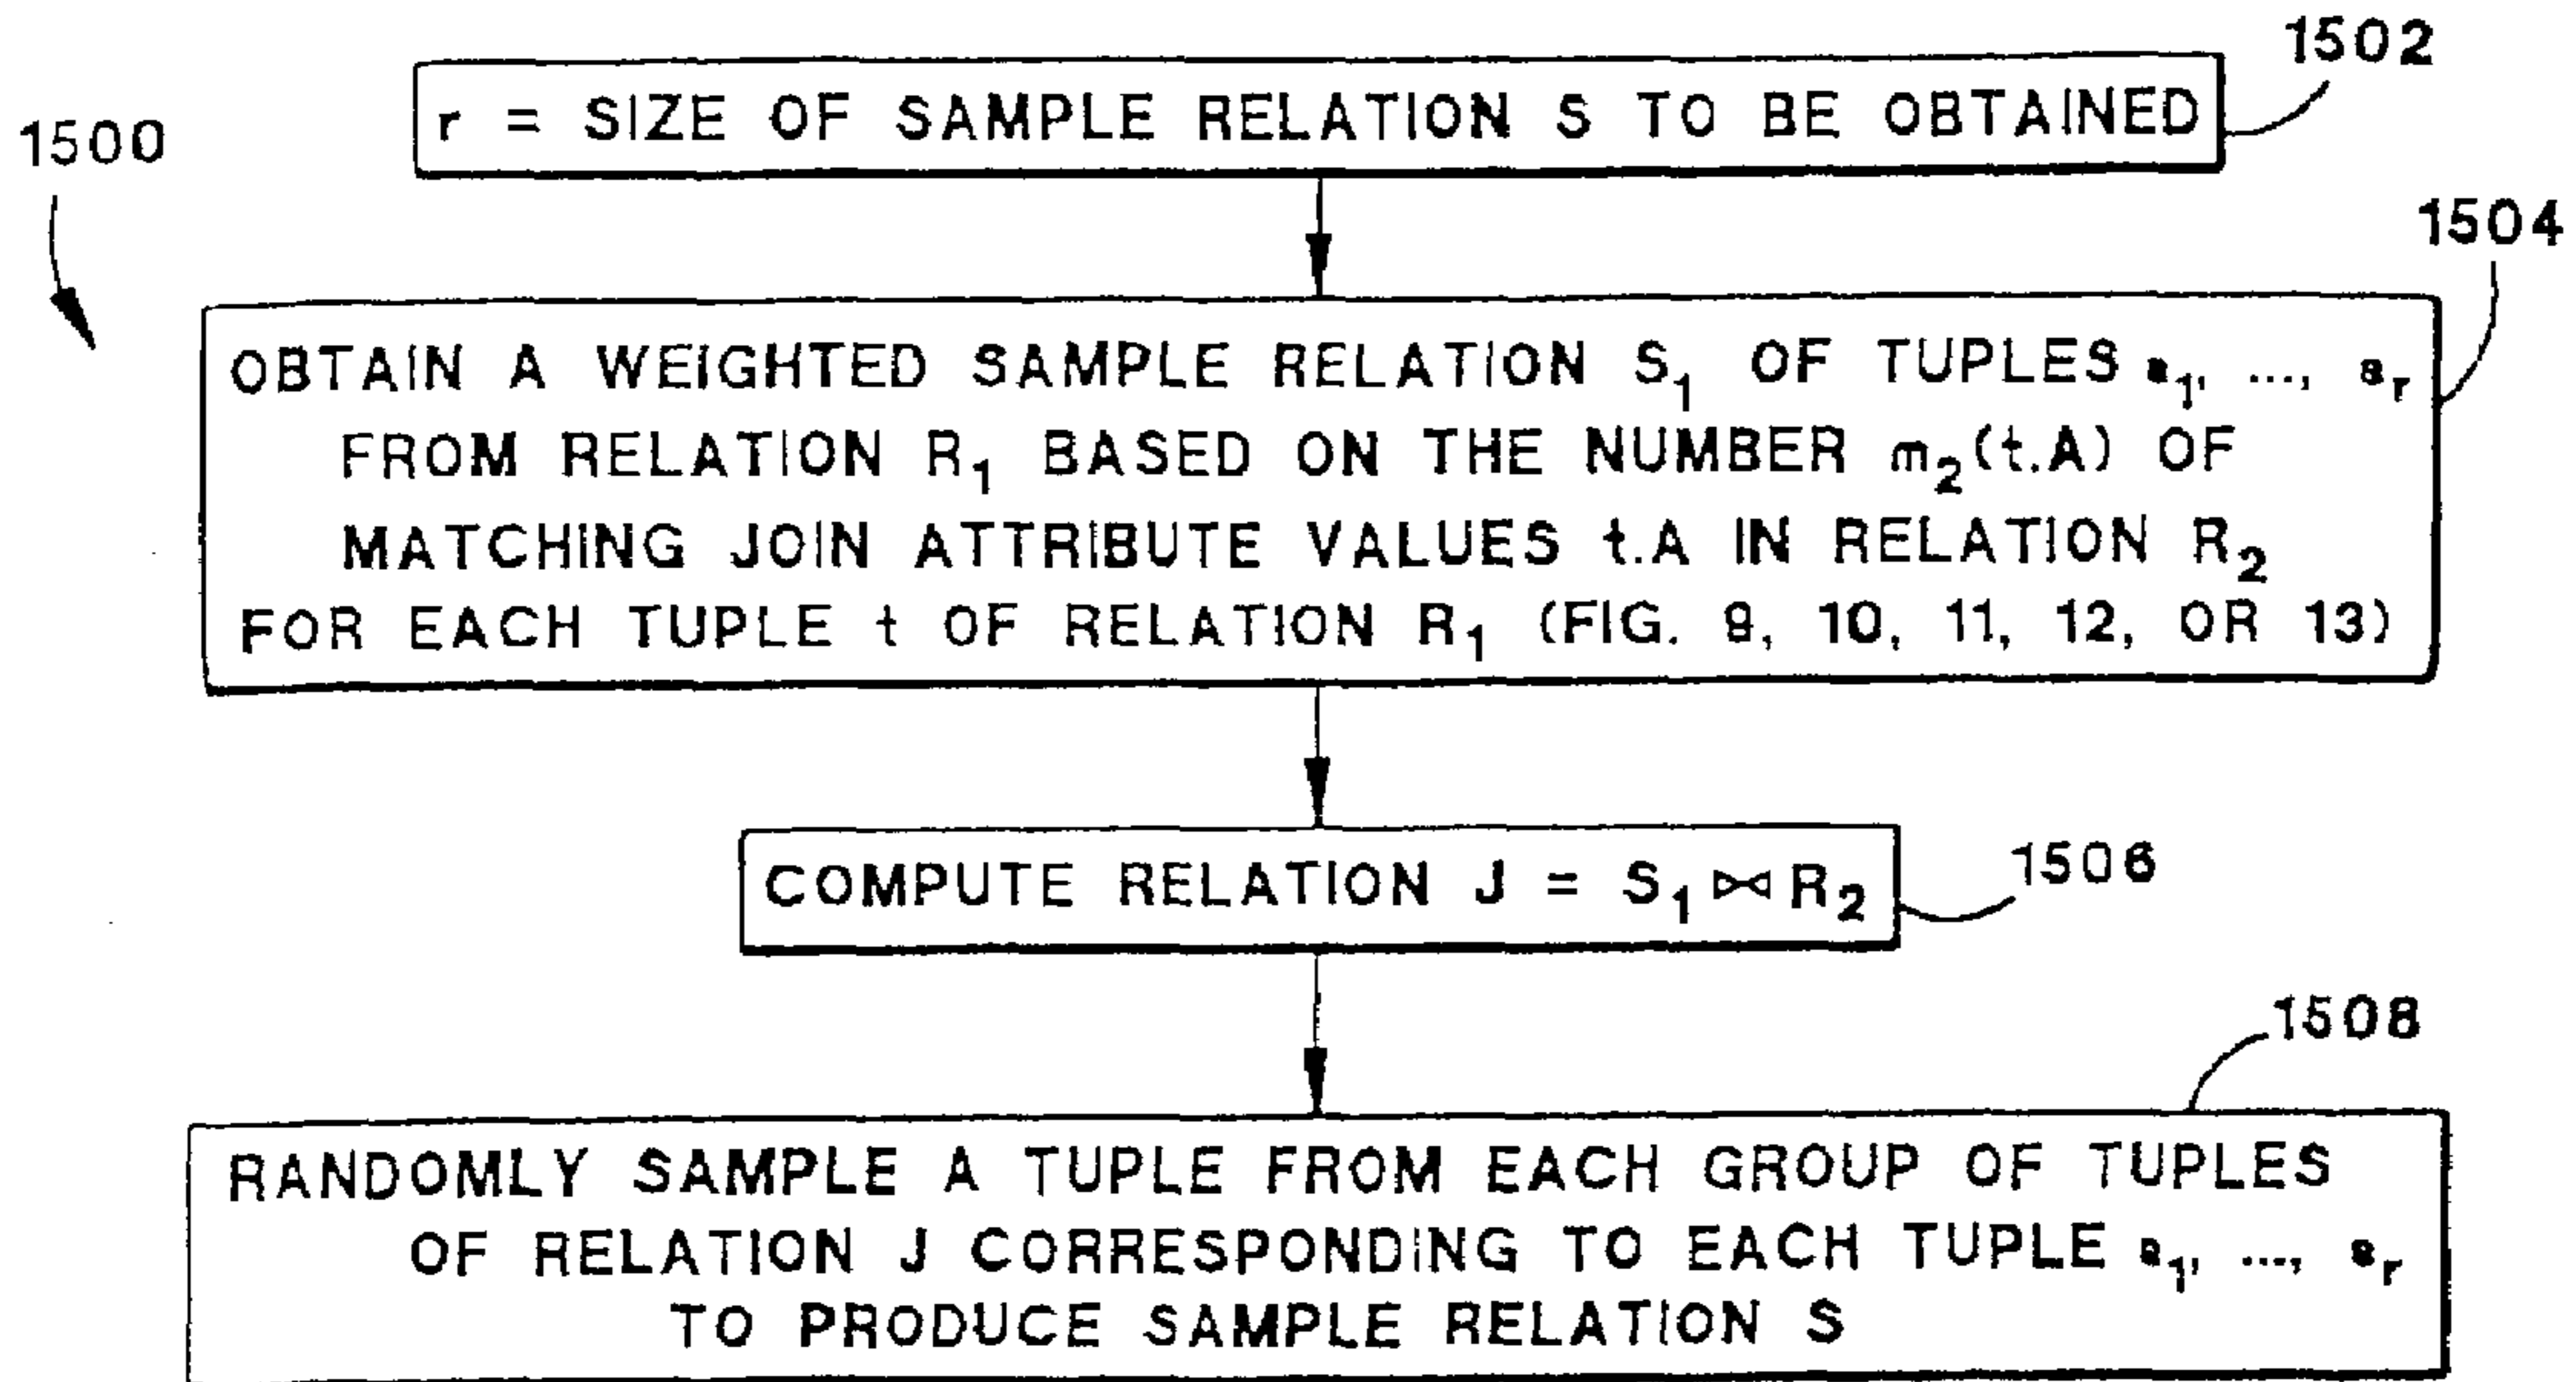 1500
1502
r = SIZE OF SAMPLE RELATION S TO BE OBTAINED
1504
OBTAIN A WEIGHTED SAMPLE RELATION S₁ OF TUPLES s₁, ..., sᵣ
FROM RELATION R₁ BASED ON THE NUMBER m₂(t.A) OF
MATCHING JOIN ATTRIBUTE VALUES t.A IN RELATION R₂
FOR EACH TUPLE t OF RELATION R₁ (FIG. 9, 10, 11, 12, OR 13)
COMPUTE RELATION J = S₁ ⋈ R₂
1506
1508
RANDOMLY SAMPLE A TUPLE FROM EACH GROUP OF TUPLES
OF RELATION J CORRESPONDING TO EACH TUPLE s₁, ..., sᵣ
TO PRODUCE SAMPLE RELATION S